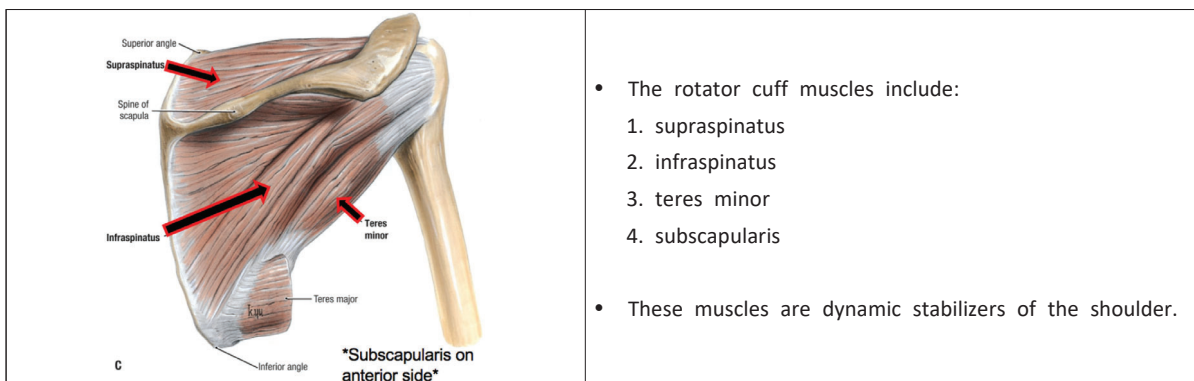 Superior angle
Supraspinatus
Spine of
scapula
Infraspinatus
Teres
minor
Teres major
Inferior angle
C
*Subscapularis on
anterior side*
• The rotator cuff muscles include:
1. supraspinatus
2. infraspinatus
3. teres minor
4. subscapularis
• These muscles are dynamic stabilizers of the shoulder.